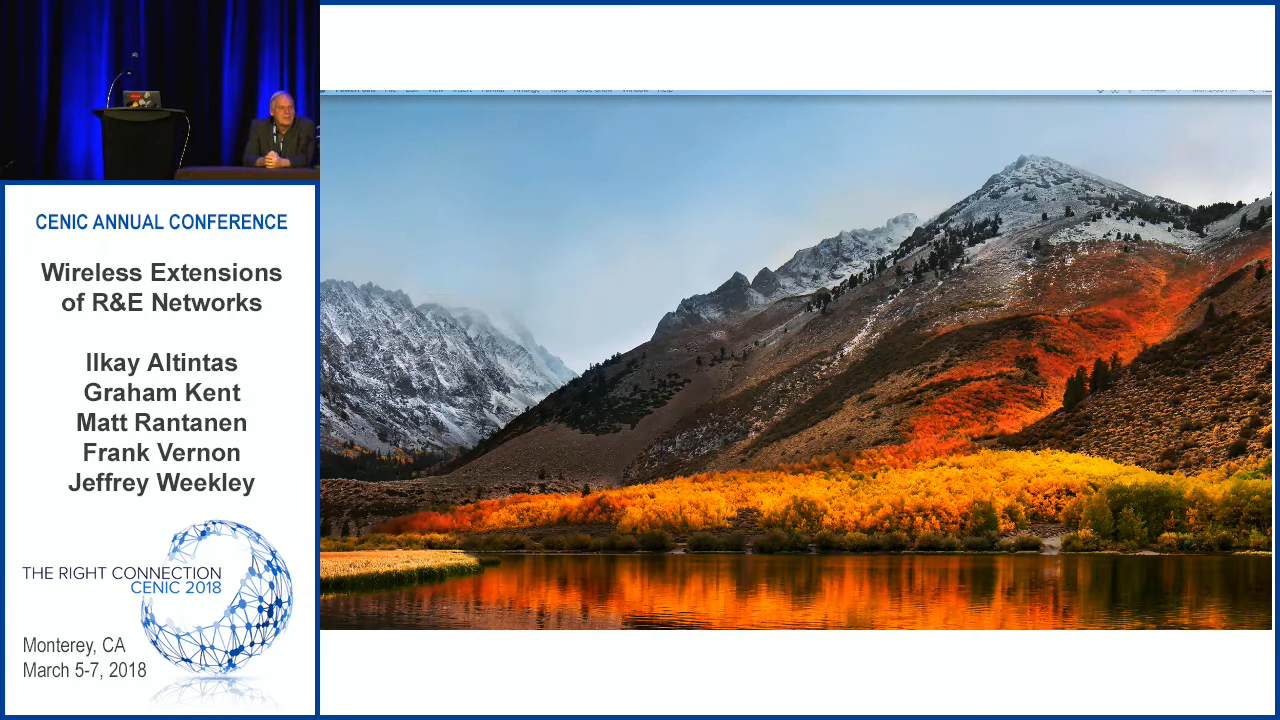 CENIC ANNUAL CONFERENCE
Wireless Extensions
of R&E Networks
Ilkay Altintas
Graham Kent
Matt Rantanen
Frank Vernon
Jeffrey Weekley
THE RIGHT CONNECTION
CENIC 2018
Monterey, CA
March 5-7, 2018